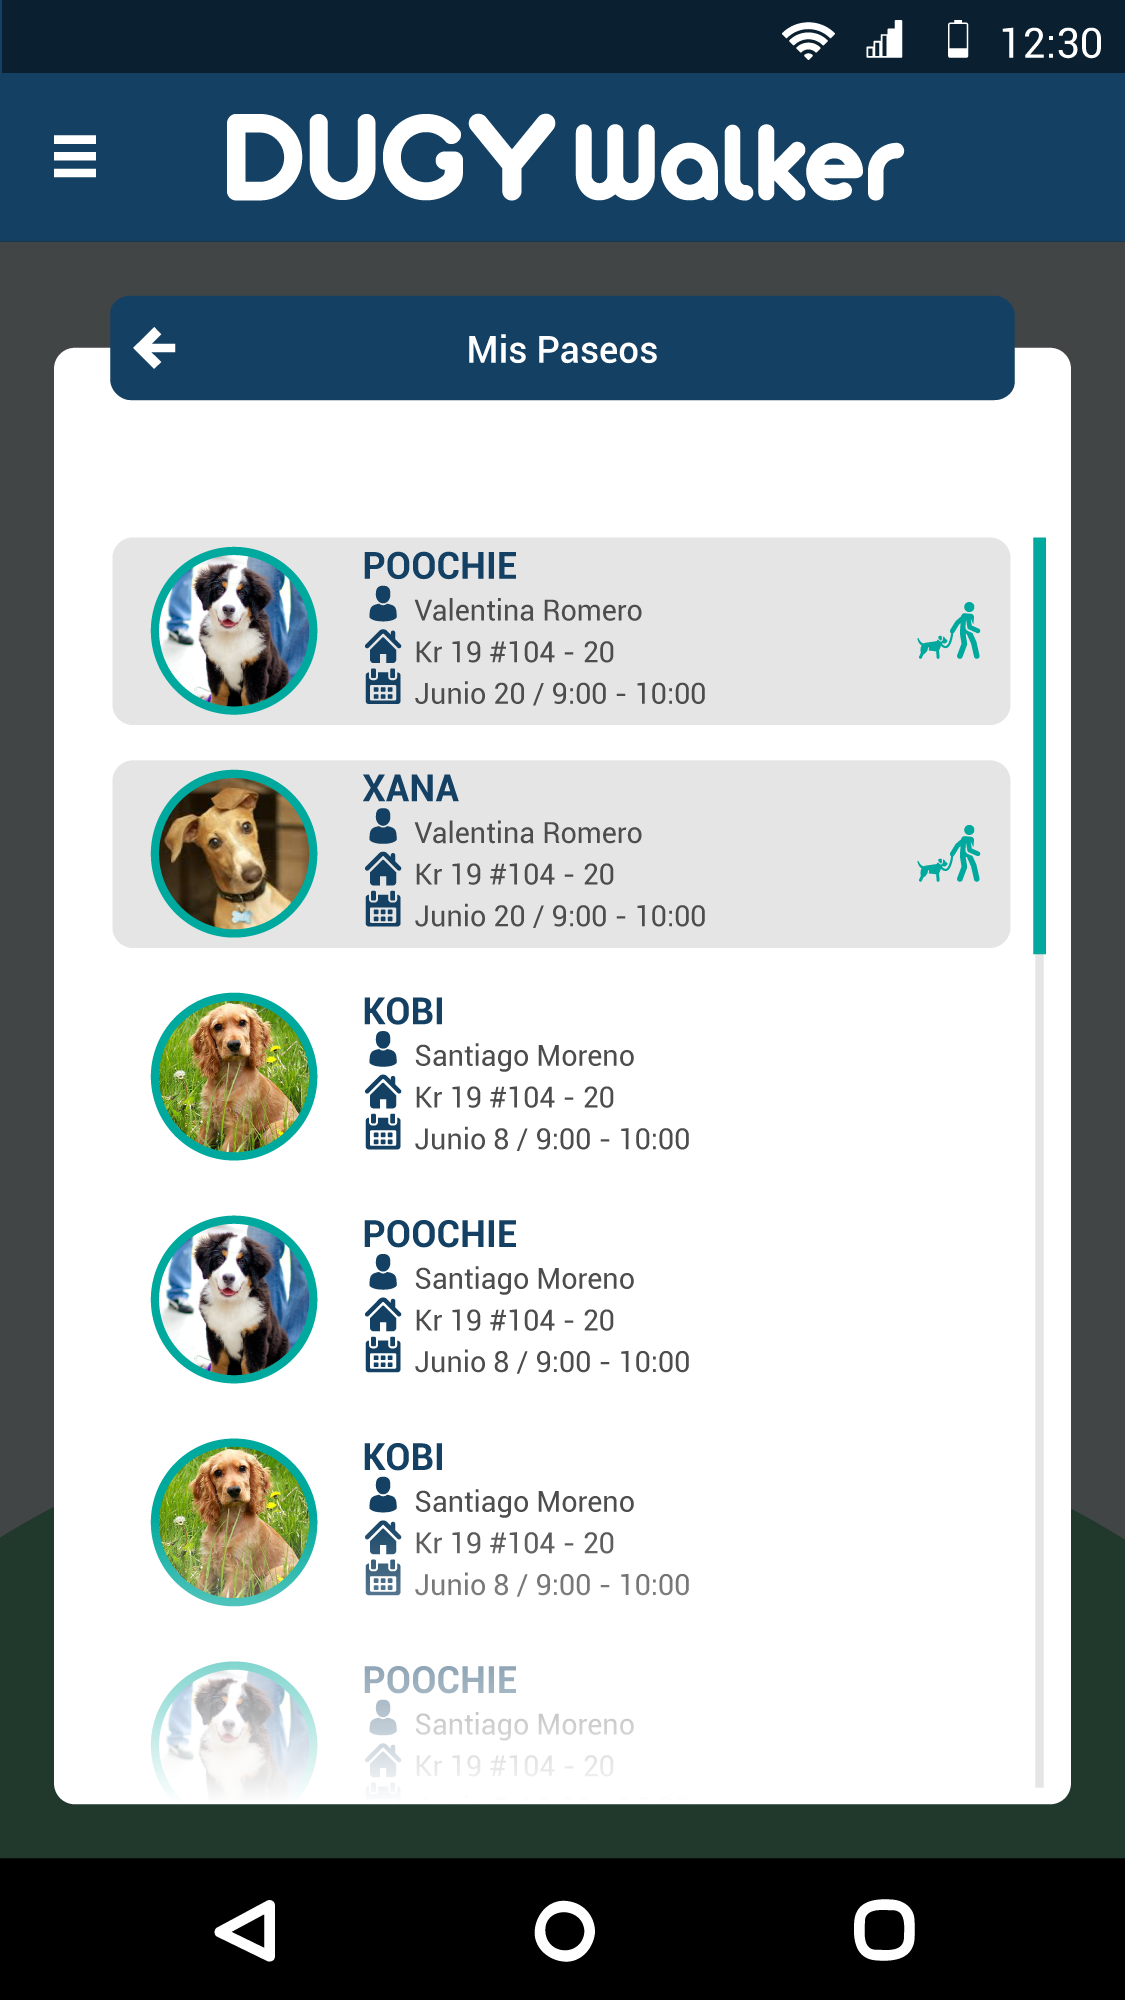 12:30
DUGY Walker
Mis Paseos
POOCHIE
Valentina Romero
Kr 19 #104 - 20
Junio 20 / 9:00 - 10:00
XANA
Valentina Romero
Kr 19 #104 - 20
Junio 20 / 9:00 - 10:00
KOBI
Santiago Moreno
Kr 19 #104 - 20
Junio 8 / 9:00 - 10:00
POOCHIE
Santiago Moreno
Kr 19 #104 - 20
Junio 8 / 9:00 - 10:00
KOBI
Santiago Moreno
Kr 19 #104 - 20
Junio 8 / 9:00 - 10:00
POOCHIE
Santiago Moreno
Kr 19 #104 - 20